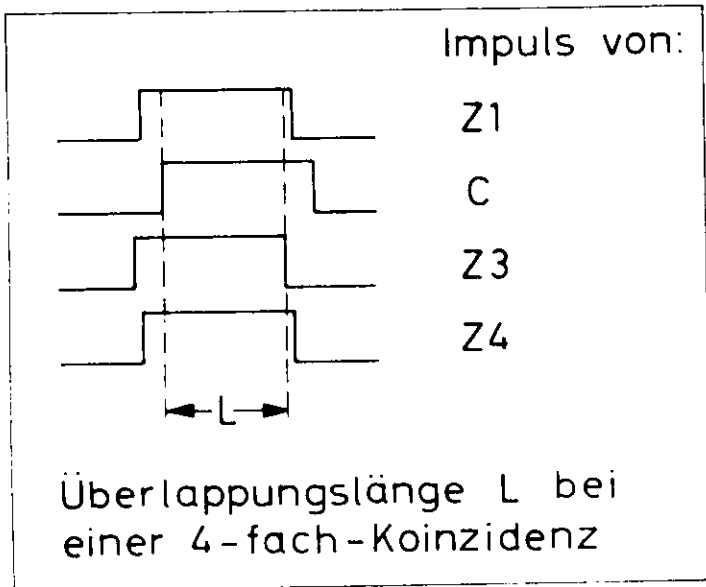 Impuls von:
Z1
C
Z3
Z4
L
Überlappungslänge L bei
einer 4-fach-Koinzidenz